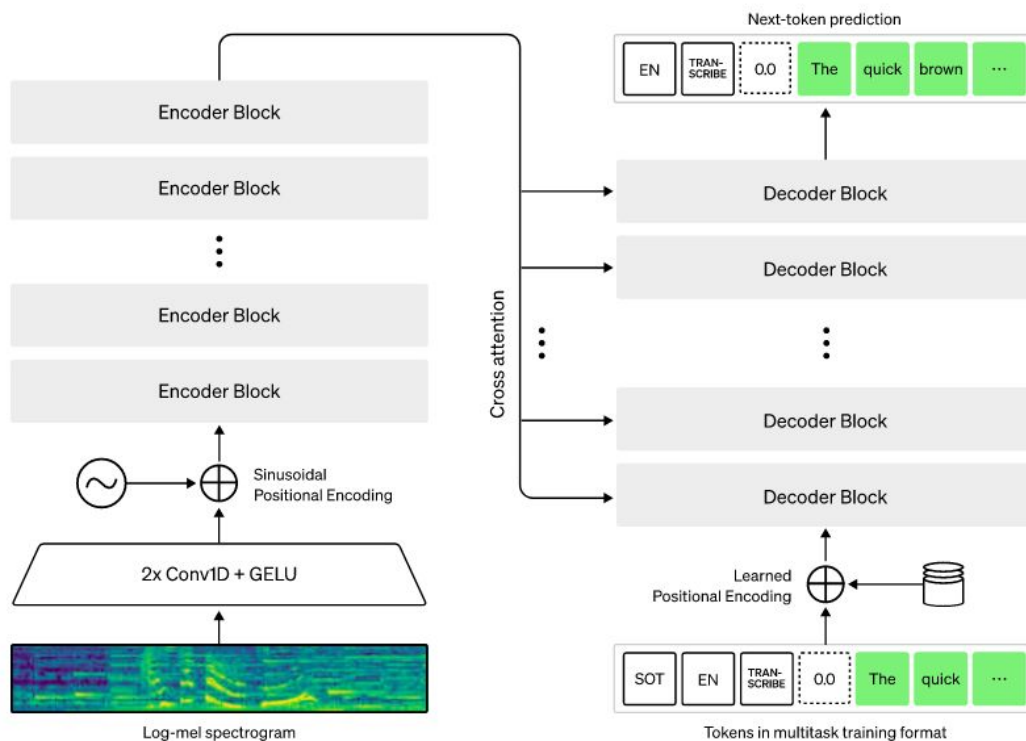 Next-token prediction
EN
TRAN-
SCRIBE
0.0
The
quick
brown
...
Encoder Block
Encoder Block
Encoder Block
Encoder Block
Sinusoidal
Positional Encoding
2x Conv1D + GELU
Log-mel spectrogram
Cross attention
Decoder Block
Decoder Block
Decoder Block
Decoder Block
Learned
Positional Encoding
SOT
EN
TRAN-
SCRIBE
0.0
The
quick
...
Tokens in multitask training format